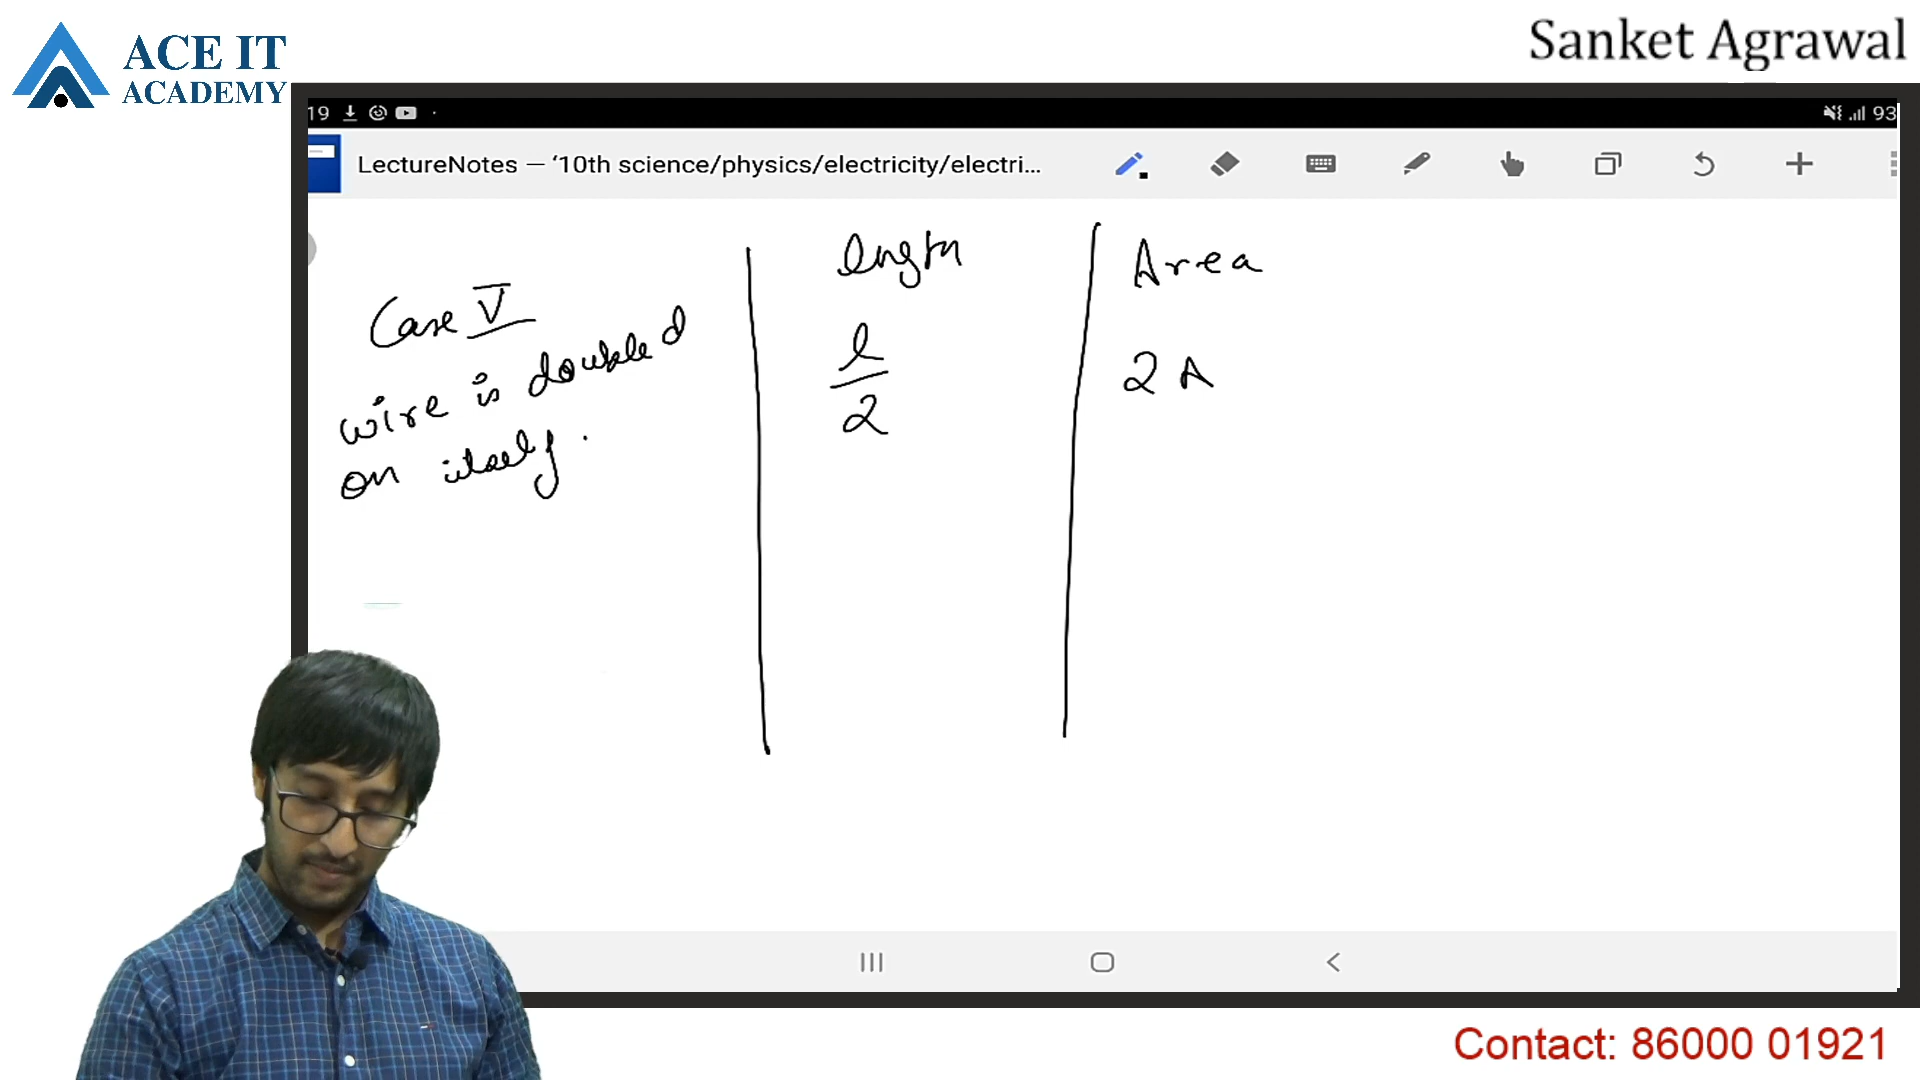 ACE IT
ACADEMY
Sanket Agrawal
19
93
LectureNotes — ‘10th science/physics/electricity/electri...
length
Area
Case V
wire is doubled
on itself.
l
2
2 A
Contact: 86000 01921